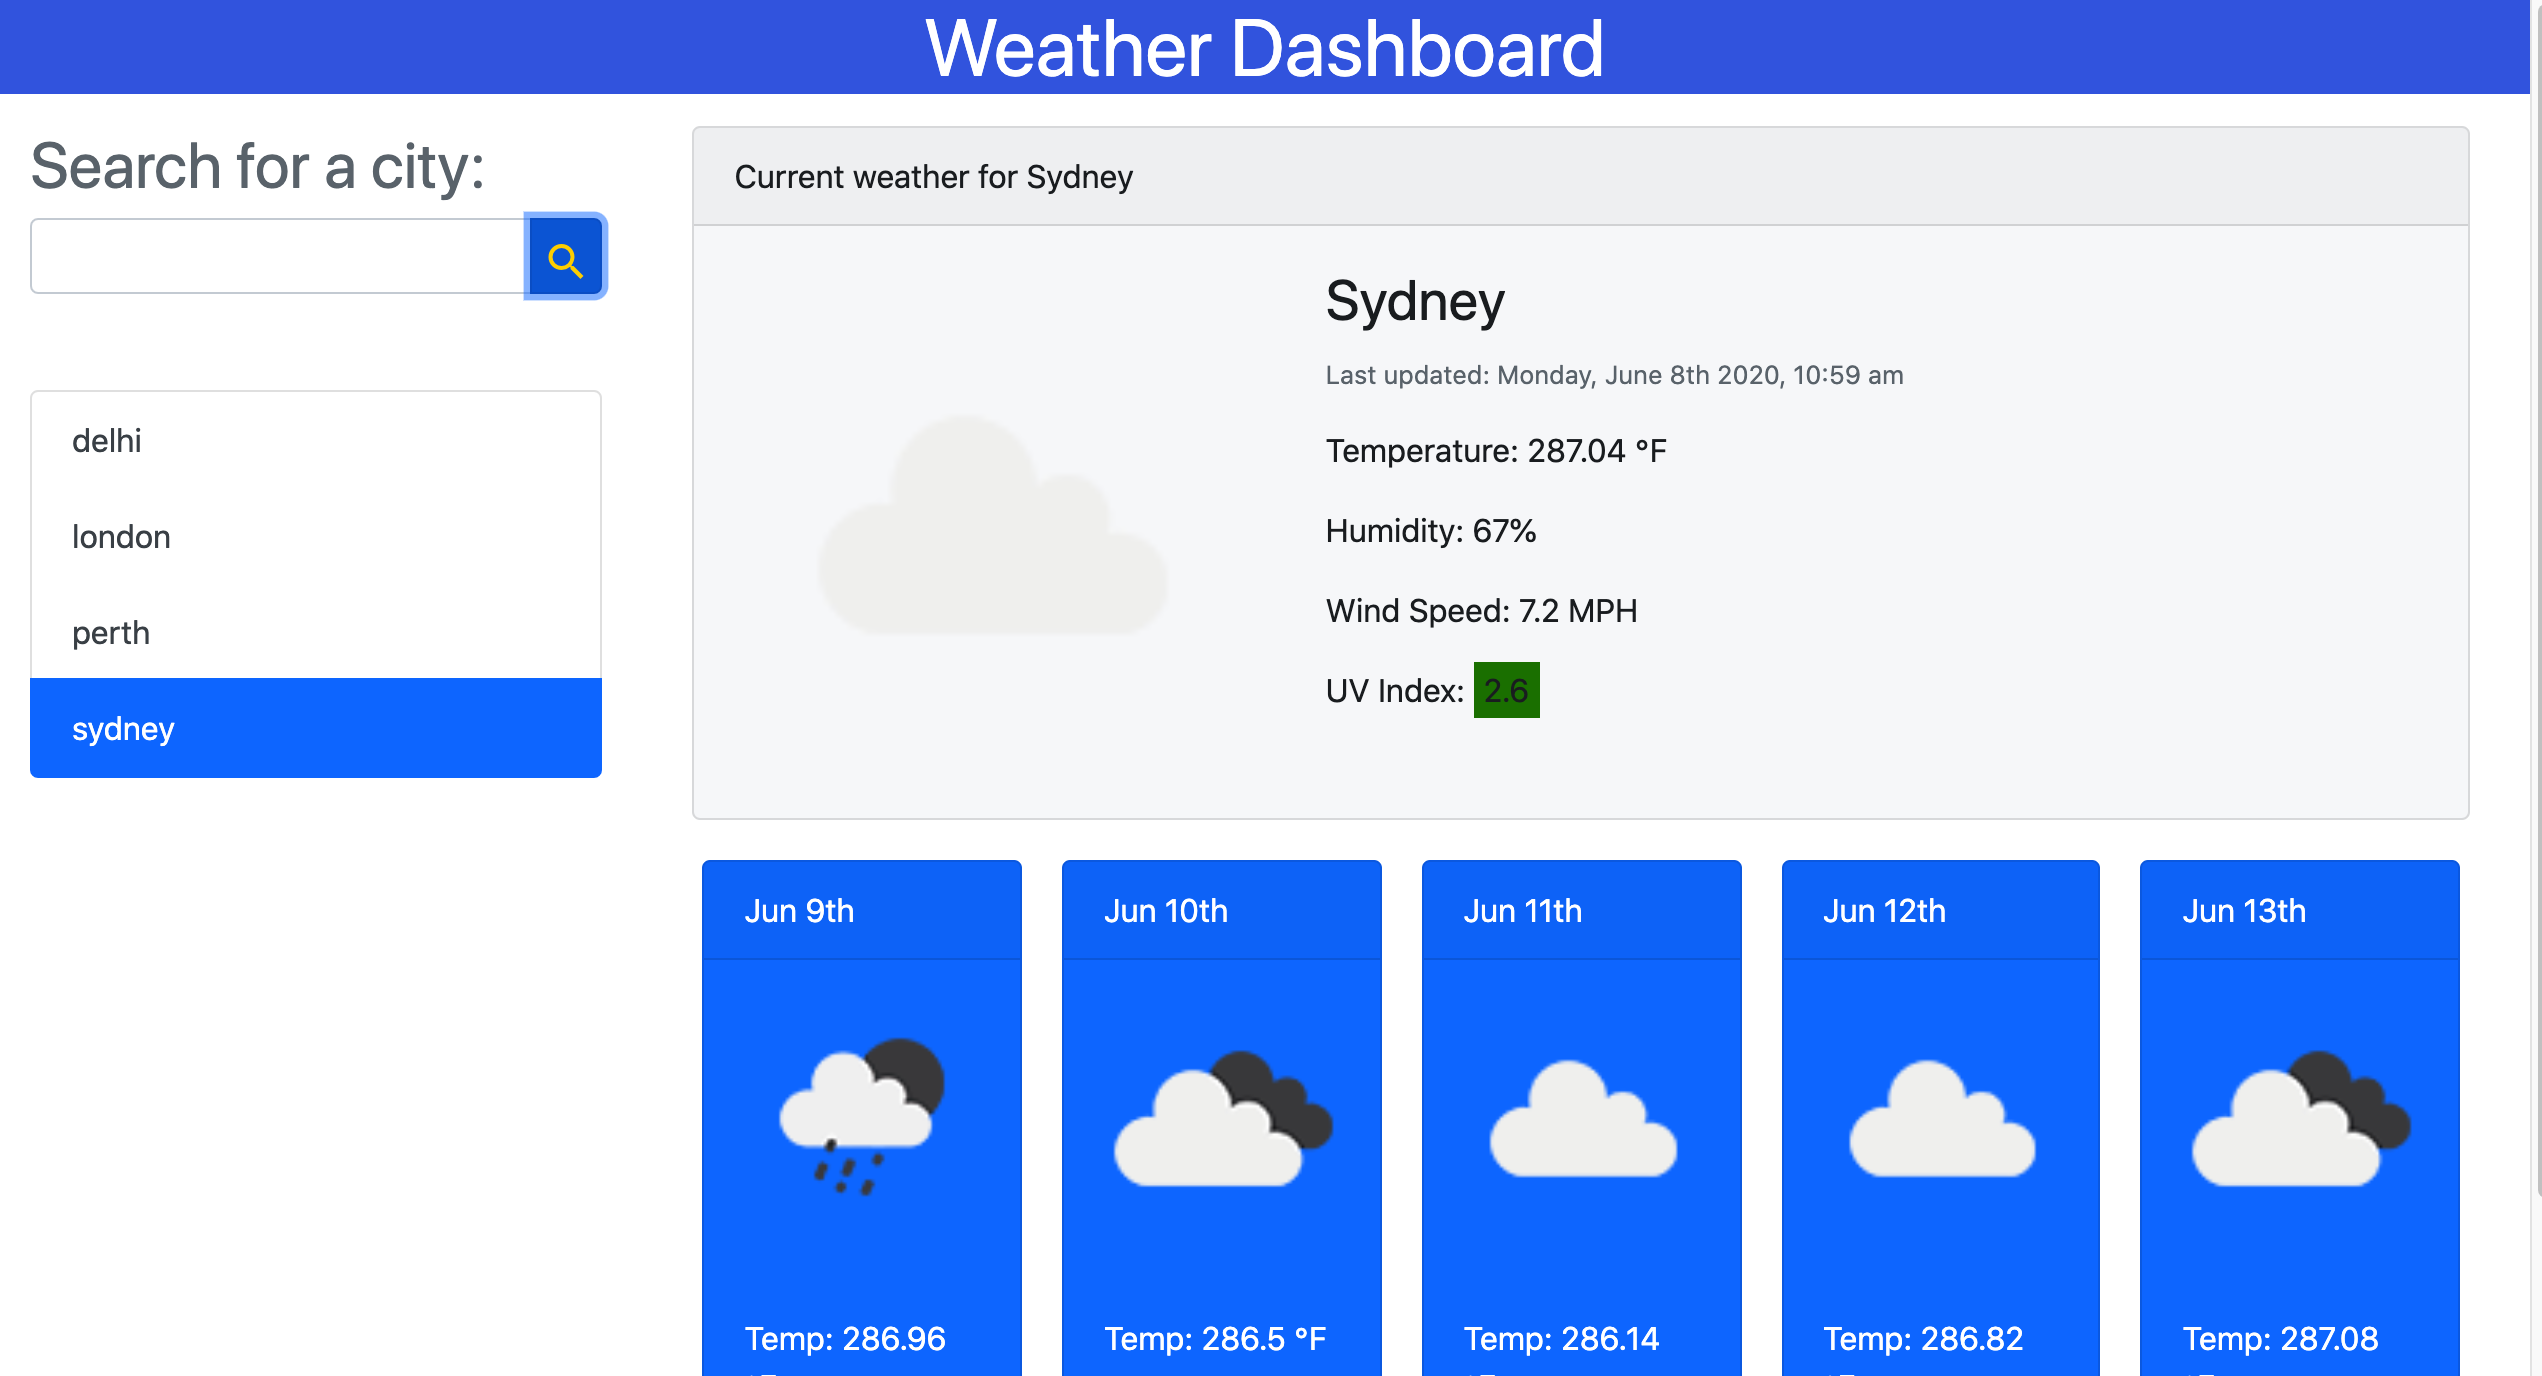 Weather Dashboard
Search for a city:
delhi
london
perth
sydney
Current weather for Sydney
Sydney
Last updated: Monday, June 8th 2020, 10:59 am
Temperature: 287.04 °F
Humidity: 67%
Wind Speed: 7.2 MPH
UV Index: 2.6
Jun 9th
Temp: 286.96
Jun 10th
Temp: 286.5 °F
Jun 11th
Temp: 286.14
Jun 12th
Temp: 286.82
Jun 13th
Temp: 287.08